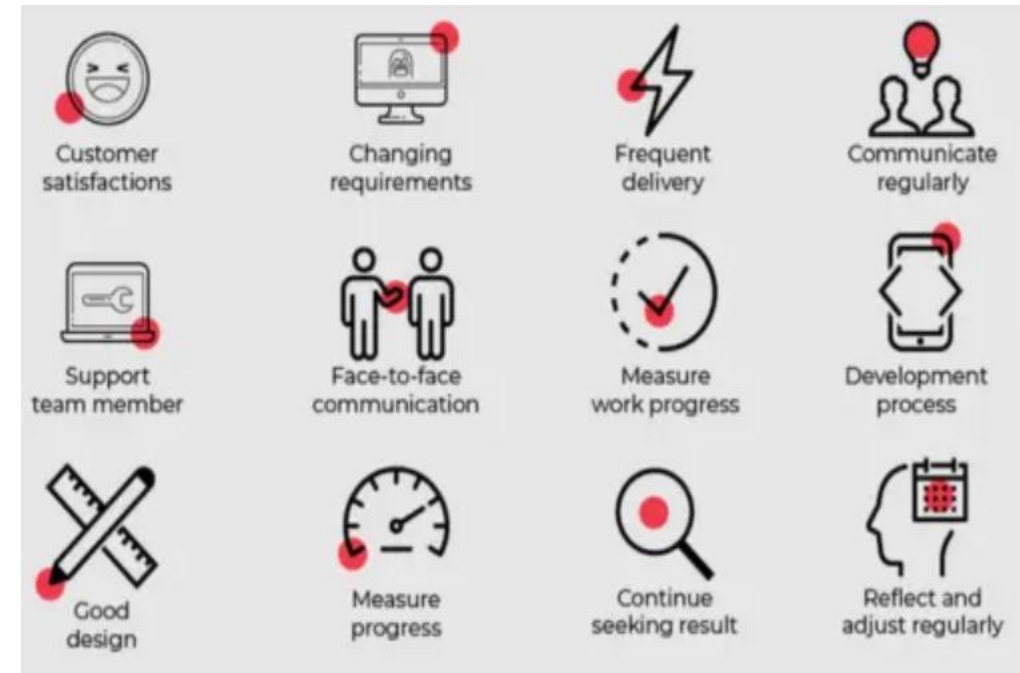 Customer
satisfactions
Changing
requirements
Frequent
delivery
Communicate
regularly
Support
team member
Face-to-face
communication
Measure
work progress
Development
process
Good
design
Measure
progress
Continue
seeking result
Reflect and
adjust regularly